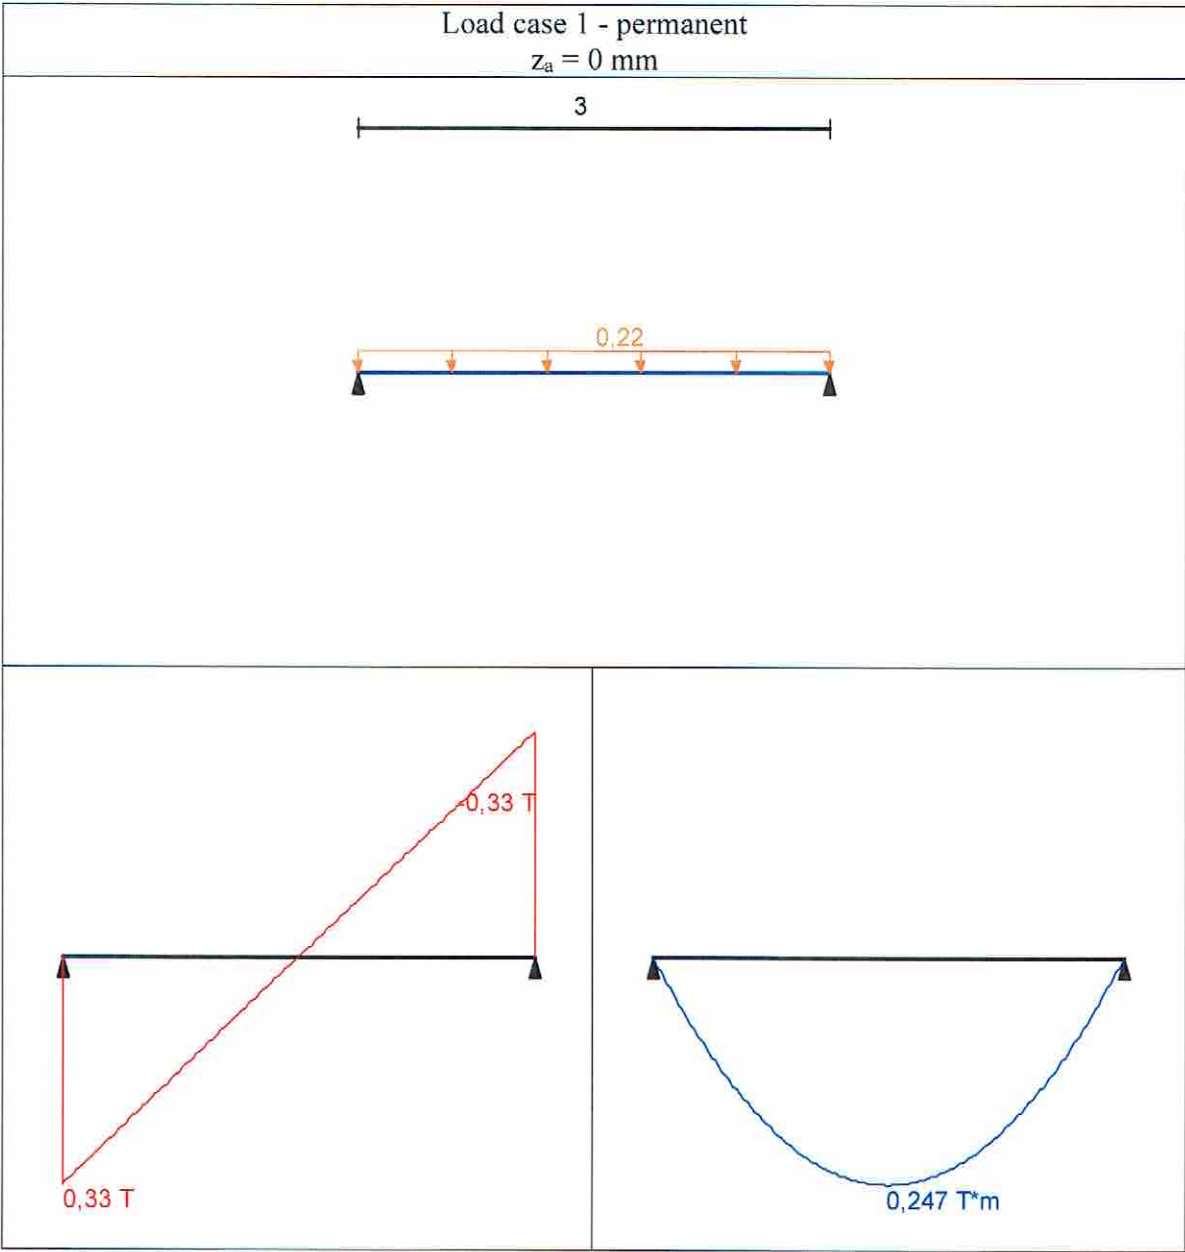 Load case 1 - permanent
zₐ = 0 mm
3
0,22
-0,33 T
0,33 T
0,247 T*m